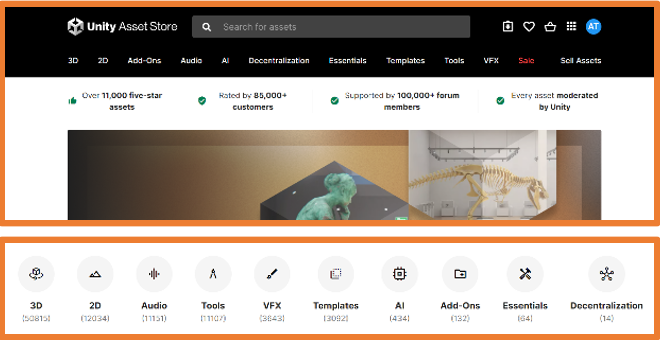 Unity Asset Store
Search for assets
AT
3D 2D Add-Ons Audio AI Decentralization Essentials Templates Tools VFX Sale Sell Assets
Over 11,000 five-star
assets
Rated by 85,000+
customers
Supported by 100,000+ forum
members
Every asset moderated
by Unity
3D 2D Audio Tools VFX Templates AI Add-Ons Essentials Decentralization
(50815) (12034) (11151) (11107) (3643) (3092) (434) (132) (64) (14)